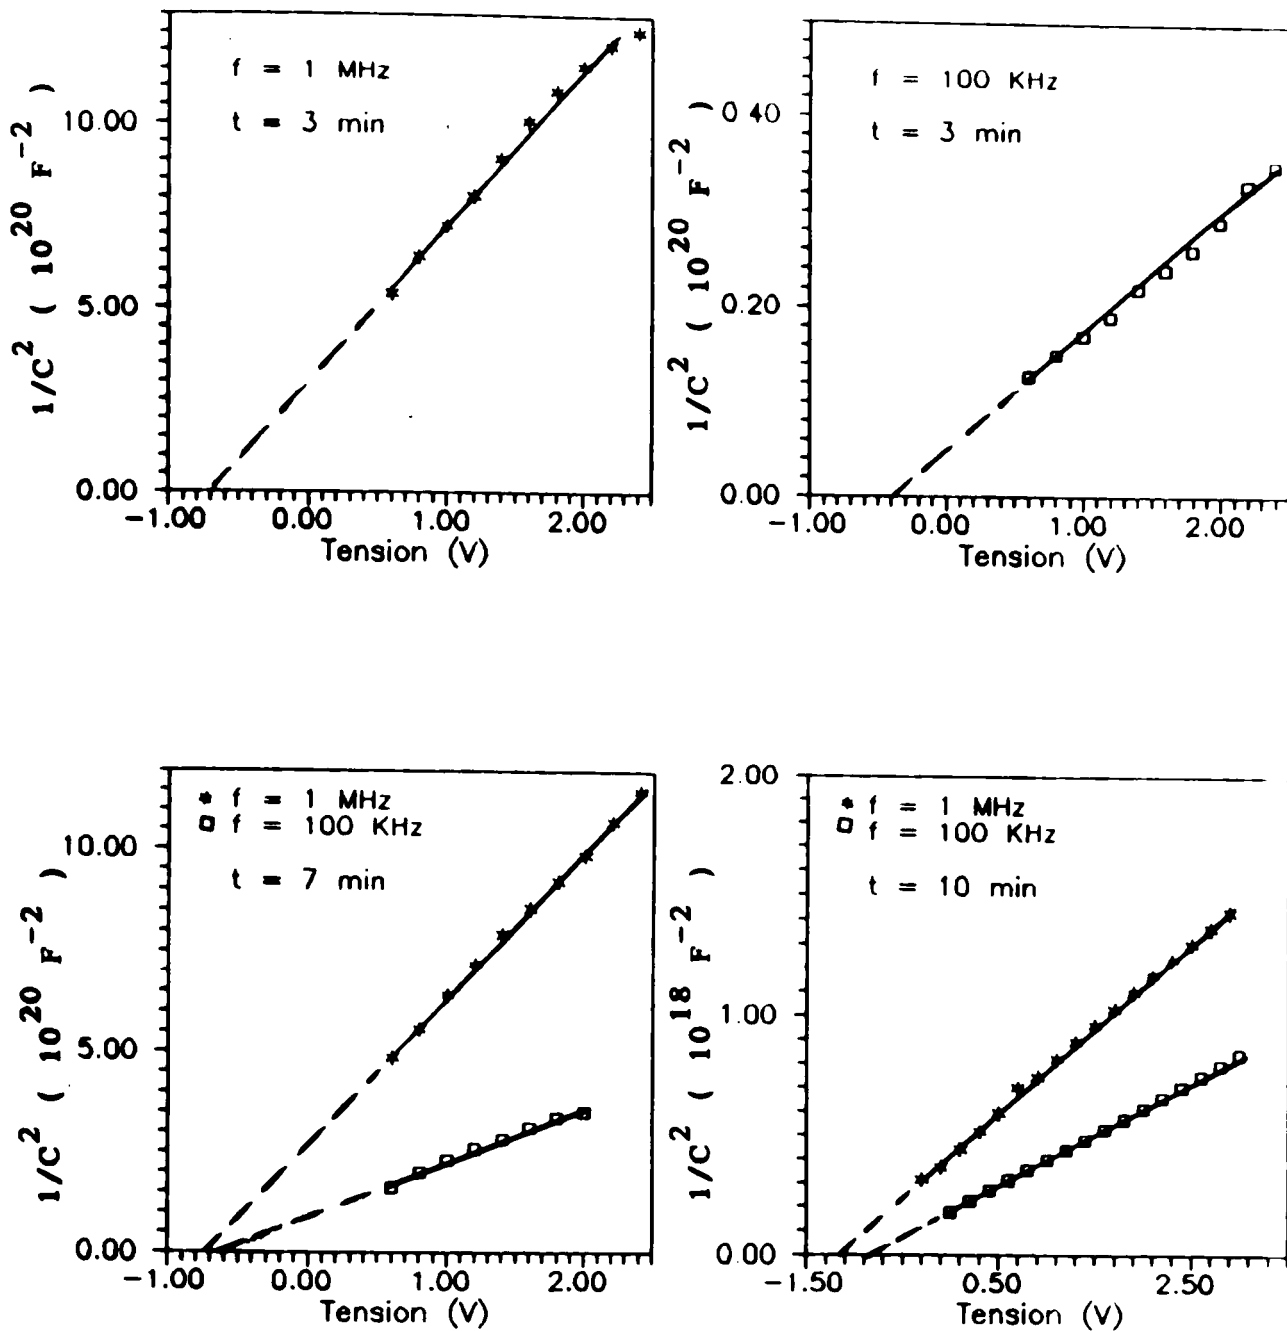 f = 1 MHz
t = 3 min
1/C² ( 10²⁰ F⁻² )
10.00
5.00
0.00
-1.00 0.00 1.00 2.00
Tension (V)
f = 100 KHz
t = 3 min
1/C² ( 10²⁰ F⁻² )
0.40
0.20
0.00
-1.00 0.00 1.00 2.00
Tension (V)
f = 1 MHz
f = 100 KHz
t = 7 min
1/C² ( 10²⁰ F⁻² )
10.00
5.00
0.00
-1.00 0.00 1.00 2.00
Tension (V)
f = 1 MHz
f = 100 KHz
t = 10 min
1/C² ( 10¹⁸ F⁻² )
2.00
1.00
0.00
-1.50 0.50 2.50
Tension (V)